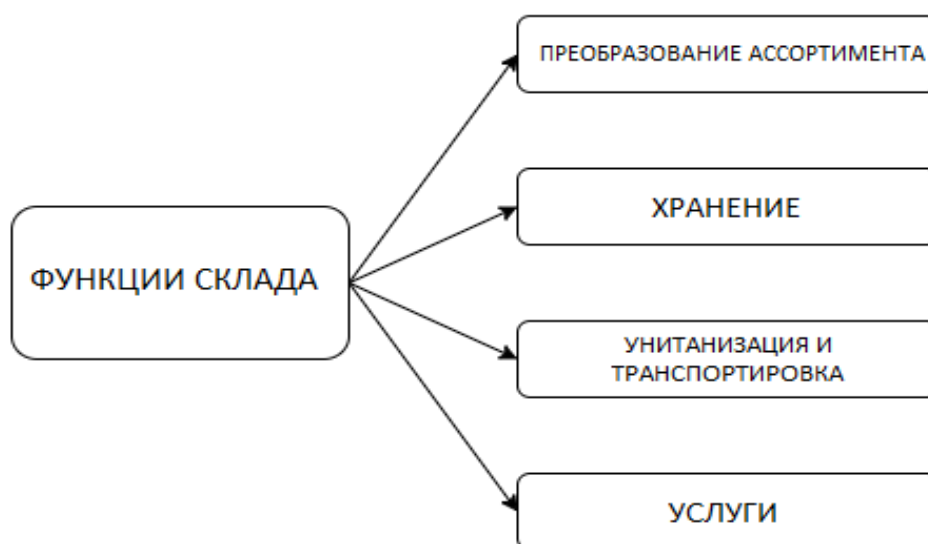 ПРЕОБРАЗОВАНИЕ АССОРТИМЕНТА
ХРАНЕНИЕ
ФУНКЦИИ СКЛАДА
УНИТАНИЗАЦИЯ И
ТРАНСПОРТИРОВКА
УСЛУГИ